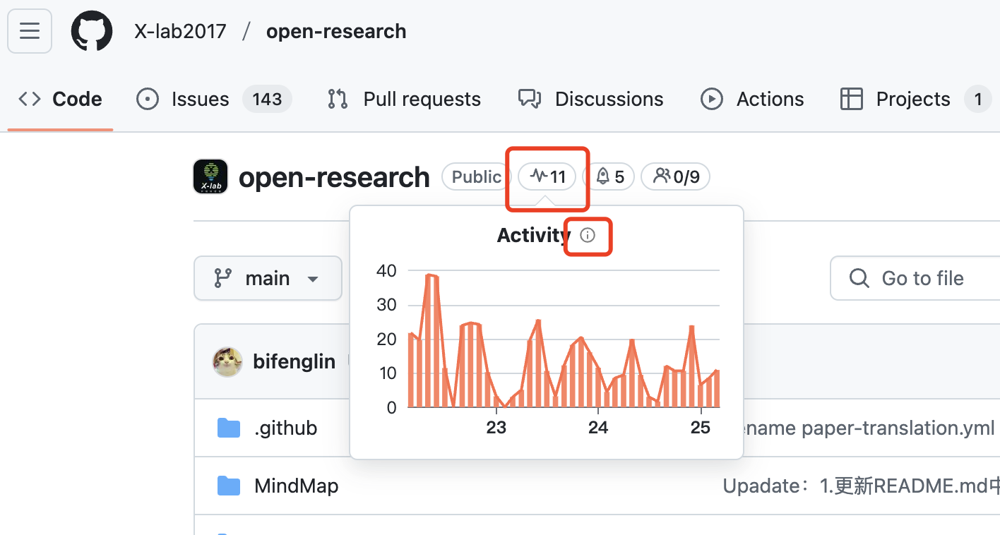 X-lab2017 / open-research
Code Issues 143 Pull requests Discussions Actions Projects 1
X-lab
open-research Public 11 5 0/9
Activity
main
Go to file
40
30
20
10
0
23 24 25
bifenglin
.github
ename paper-translation.yml
MindMap
Upadate：1.更新README.md中